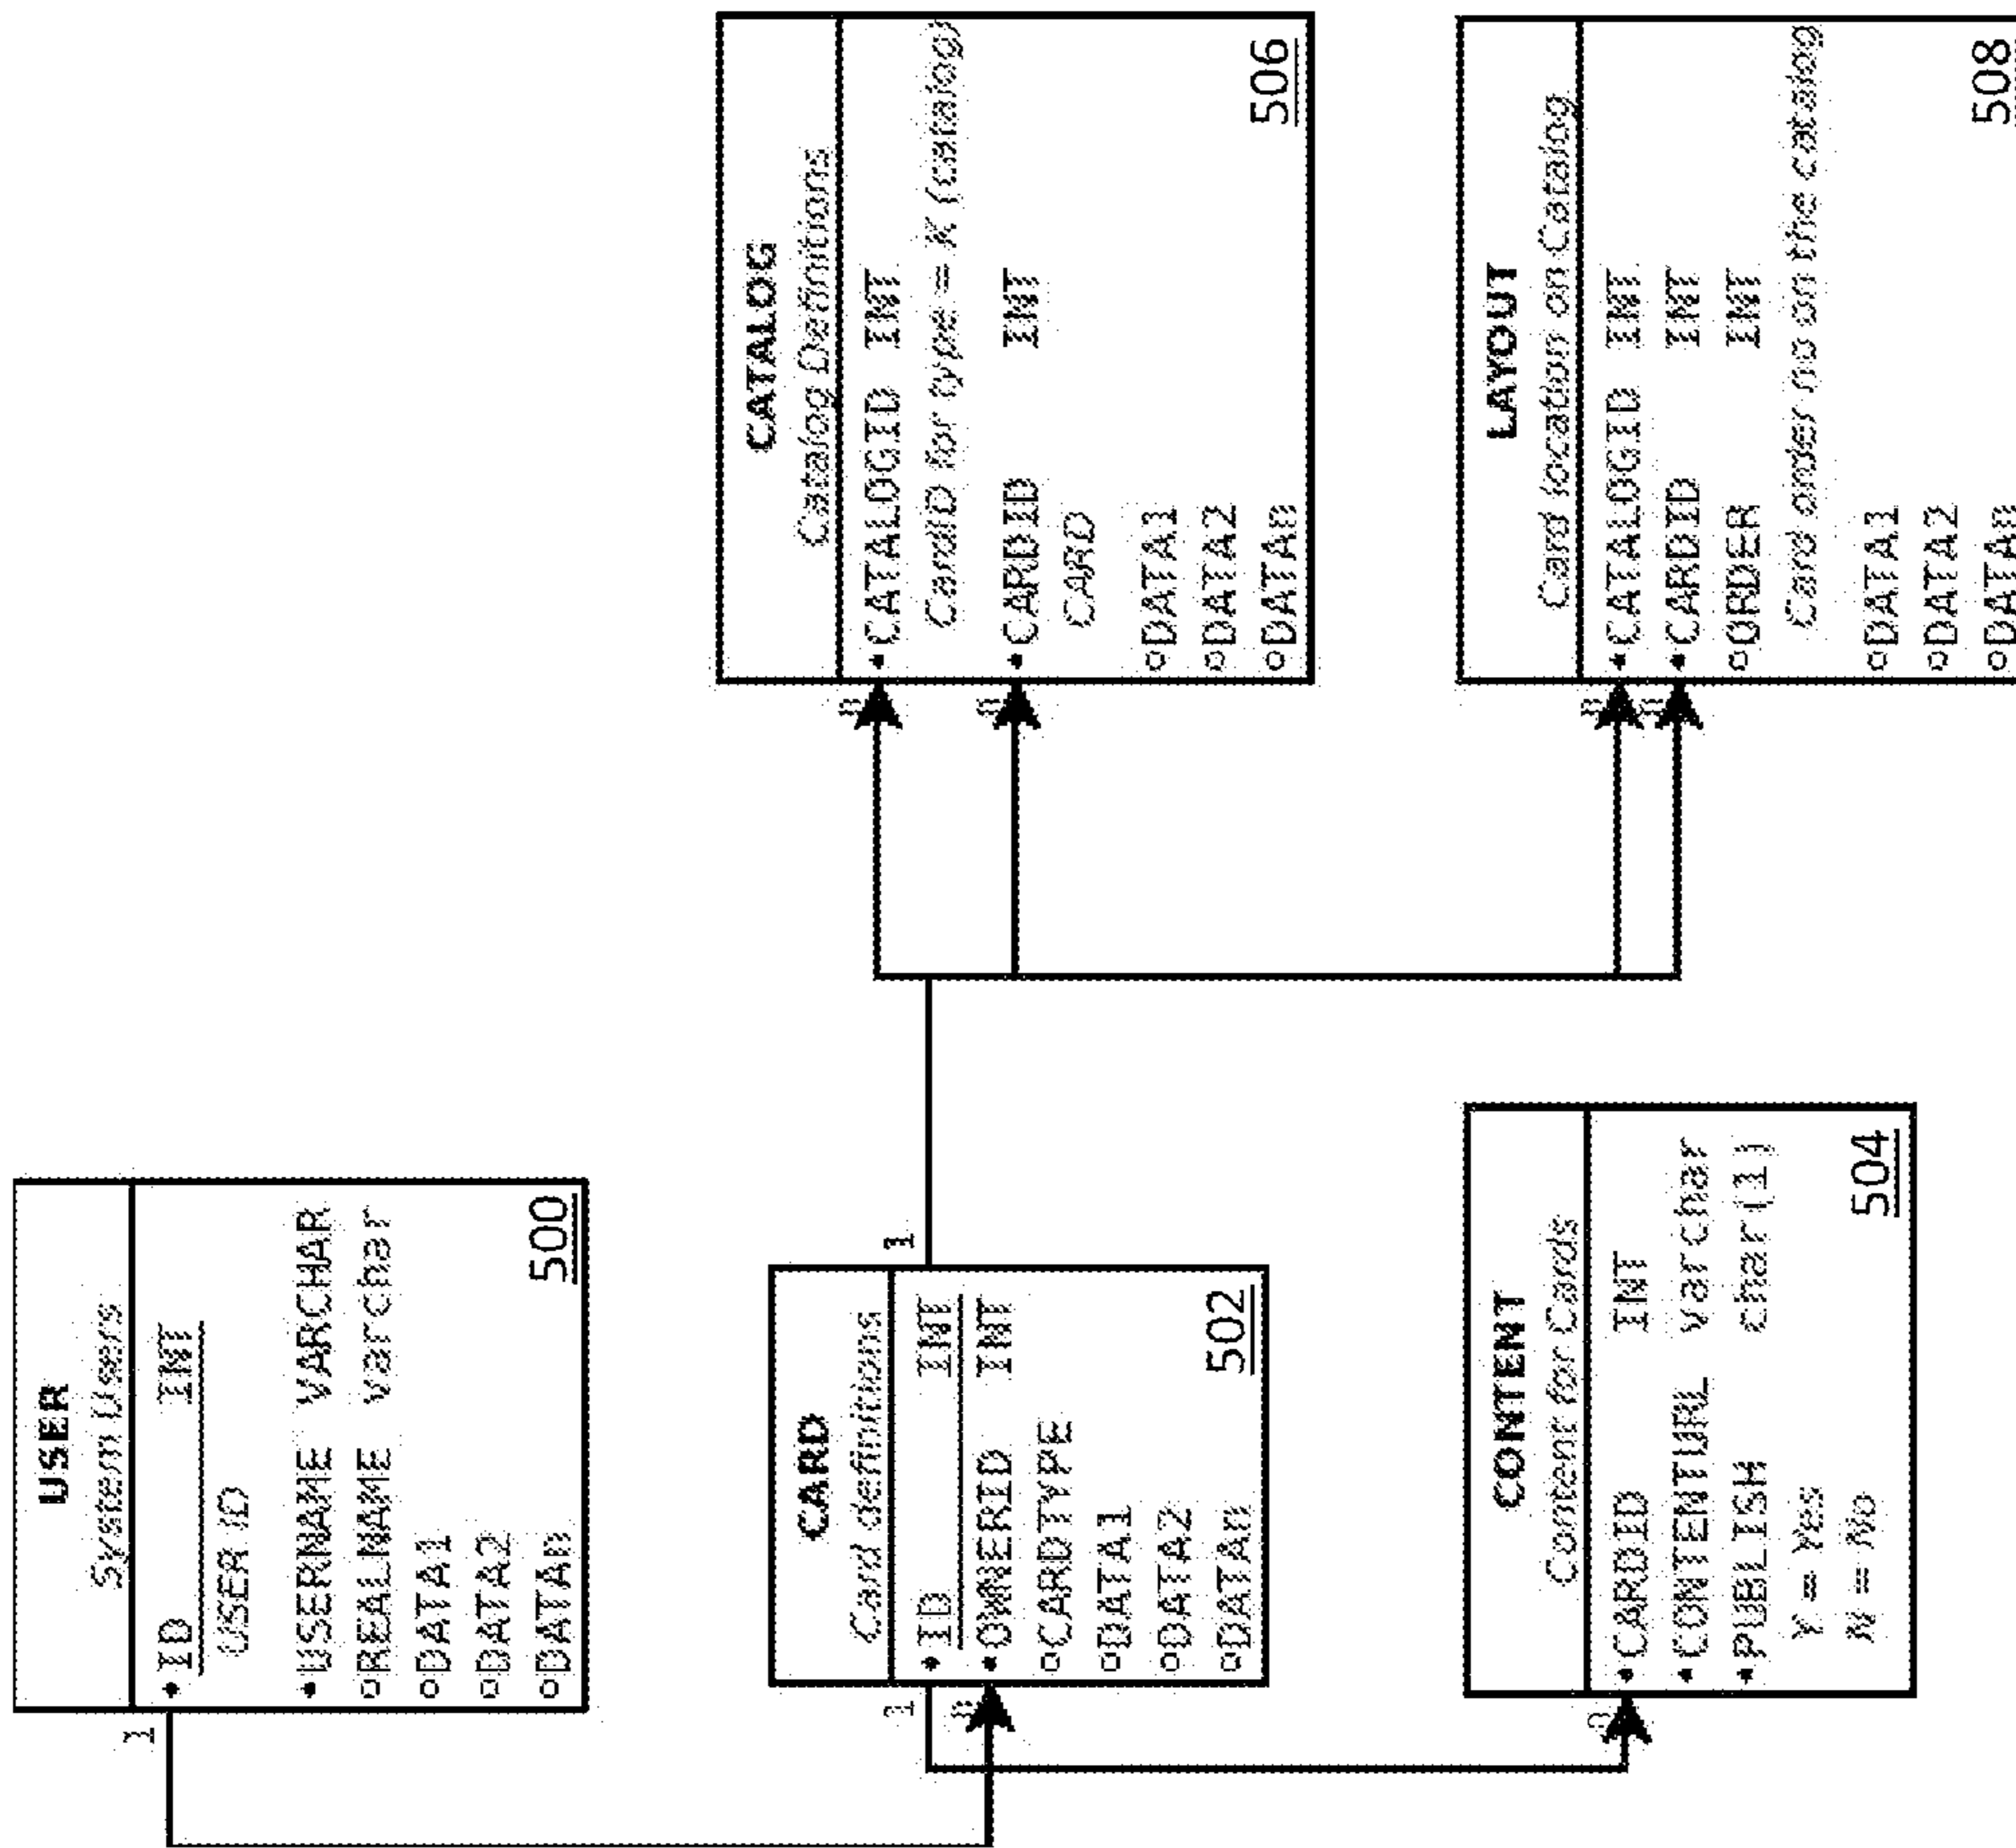 USER
System Users
ID INT
USER ID
USERNAME VARCHAR
REALNAME varchar
DATA1
DATA2
DATAn
500
1
CARD
Card definitions
ID INT
OWNERID INT
CARDTYPE
DATA1
DATA2
DATAn
502
1
n
1
CONTENT
Content for Cards
CARDID INT
CONTENTURL varchar
PUBLISH char(1)
Y = Yes
N = No
504
n
CATALOG
Catalog Definitions
CATALOGID INT
CardID for type = K (catalog)
CARDID INT
CARD
DATA1
DATA2
DATAn
506
n
n
LAYOUT
Card location on Catalog
CATALOGID INT
CARDID INT
ORDER INT
Card order no on the catalog
DATA1
DATA2
DATAn
508
n
n